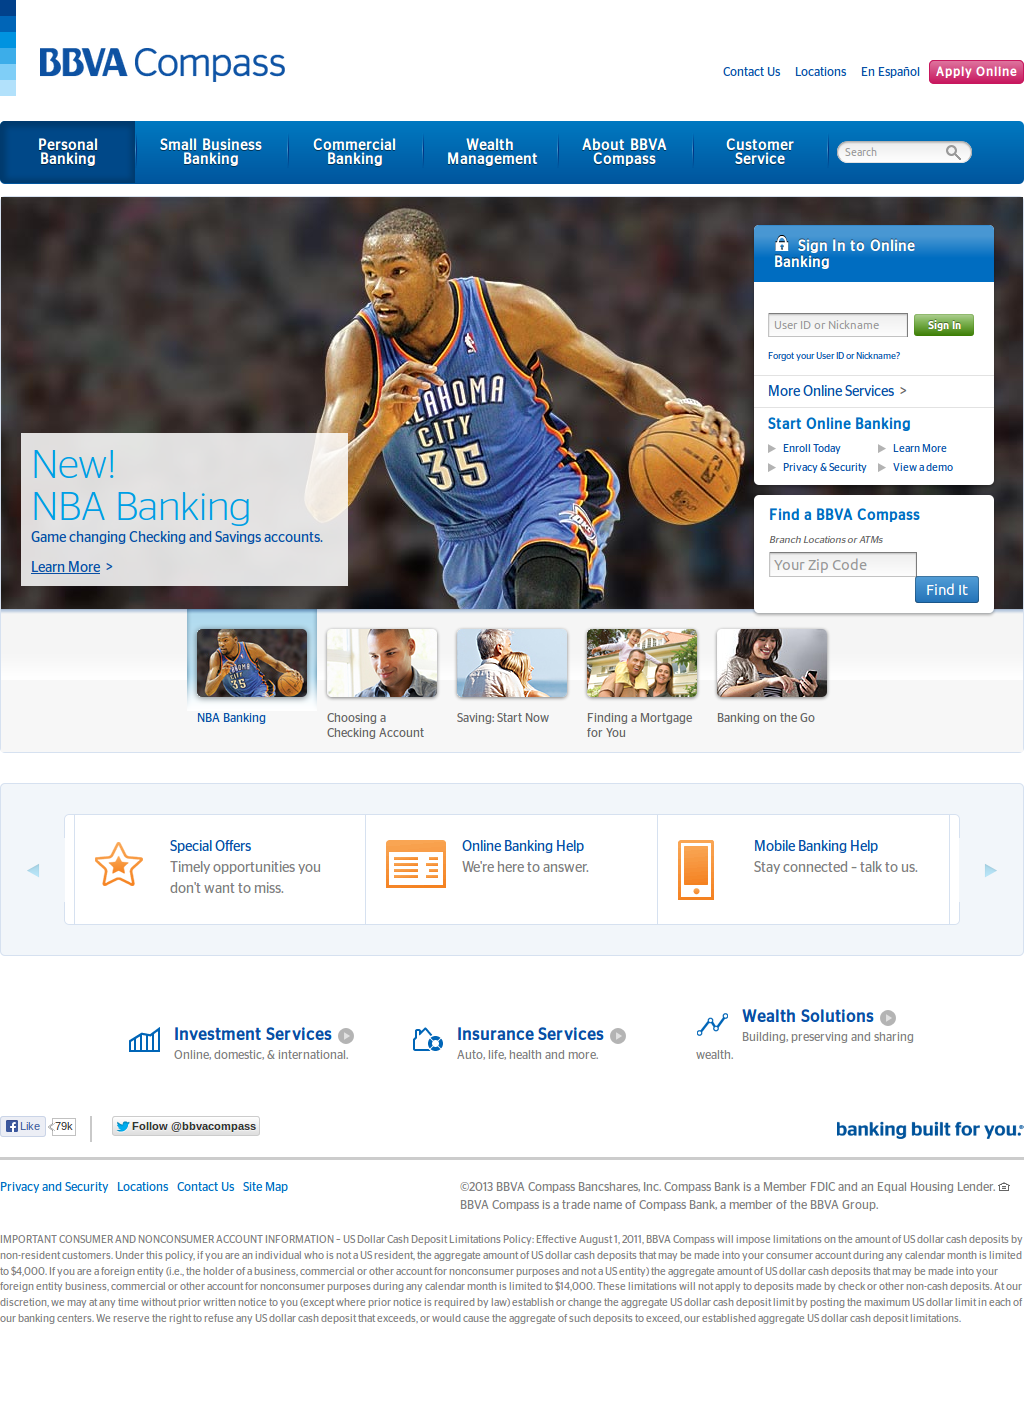 BBVA Compass
Contact Us Locations En Español Apply Online
Personal Banking
Small Business Banking
Commercial Banking
Wealth Management
About BBVA Compass
Customer Service
Search
Sign In to Online Banking
User ID or Nickname Sign In
Forgot your User ID or Nickname?
More Online Services >
Start Online Banking
Enroll Today Learn More
Privacy & Security View a demo
Find a BBVA Compass
Branch Locations or ATMs
Your Zip Code
Find It
OKLAHOMA
CITY
35
New!
NBA Banking
Game changing Checking and Savings accounts.
Learn More >
NBA Banking
Choosing a
Checking Account
Saving: Start Now
Finding a Mortgage
for You
Banking on the Go
Special Offers
Timely opportunities you
don't want to miss.
Online Banking Help
We're here to answer.
Mobile Banking Help
Stay connected – talk to us.
Investment Services
Online, domestic, & international.
Insurance Services
Auto, life, health and more.
Wealth Solutions
Building, preserving and sharing
wealth.
Like 79k
Follow @bbvacompass
banking built for you.®
Privacy and Security Locations Contact Us Site Map
©2013 BBVA Compass Bancshares, Inc. Compass Bank is a Member FDIC and an Equal Housing Lender.
BBVA Compass is a trade name of Compass Bank, a member of the BBVA Group.
IMPORTANT CONSUMER AND NONCONSUMER ACCOUNT INFORMATION – US Dollar Cash Deposit Limitations Policy: Effective August 1, 2011, BBVA Compass will impose limitations on the amount of US dollar cash deposits by
non-resident customers. Under this policy, if you are an individual who is not a US resident, the aggregate amount of US dollar cash deposits that may be made into your consumer account during any calendar month is limited
to $4,000. If you are a foreign entity (i.e., the holder of a business, commercial or other account for nonconsumer purposes and not a US entity) the aggregate amount of US dollar cash deposits that may be made into your
foreign entity business, commercial or other account for nonconsumer purposes during any calendar month is limited to $14,000. These limitations will not apply to deposits made by check or other non-cash deposits. At our
discretion, we may at any time without prior written notice to you (except where prior notice is required by law) establish or change the aggregate US dollar cash deposit limit by posting the maximum US dollar limit in each of
our banking centers. We reserve the right to refuse any US dollar cash deposit that exceeds, or would cause the aggregate of such deposits to exceed, our established aggregate US dollar cash deposit limitations.